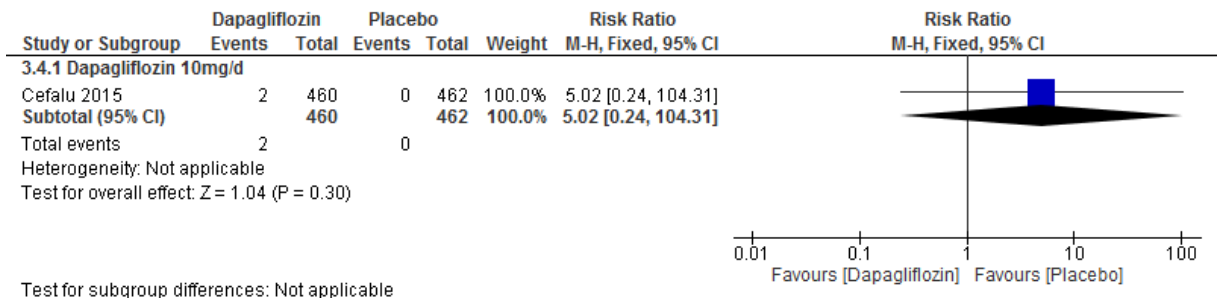 Dapagliflozin Placebo Risk Ratio Risk Ratio
Study or Subgroup Events Total Events Total Weight M-H, Fixed, 95% CI M-H, Fixed, 95% CI
3.4.1 Dapagliflozin 10mg/d
Cefalu 2015 2 460 0 462 100.0% 5.02 [0.24, 104.31]
Subtotal (95% CI) 460 462 100.0% 5.02 [0.24, 104.31]
Total events 2 0
Heterogeneity: Not applicable
Test for overall effect: Z = 1.04 (P = 0.30)
0.01 0.1 1 10 100
Favours [Dapagliflozin] Favours [Placebo]
Test for subgroup differences: Not applicable